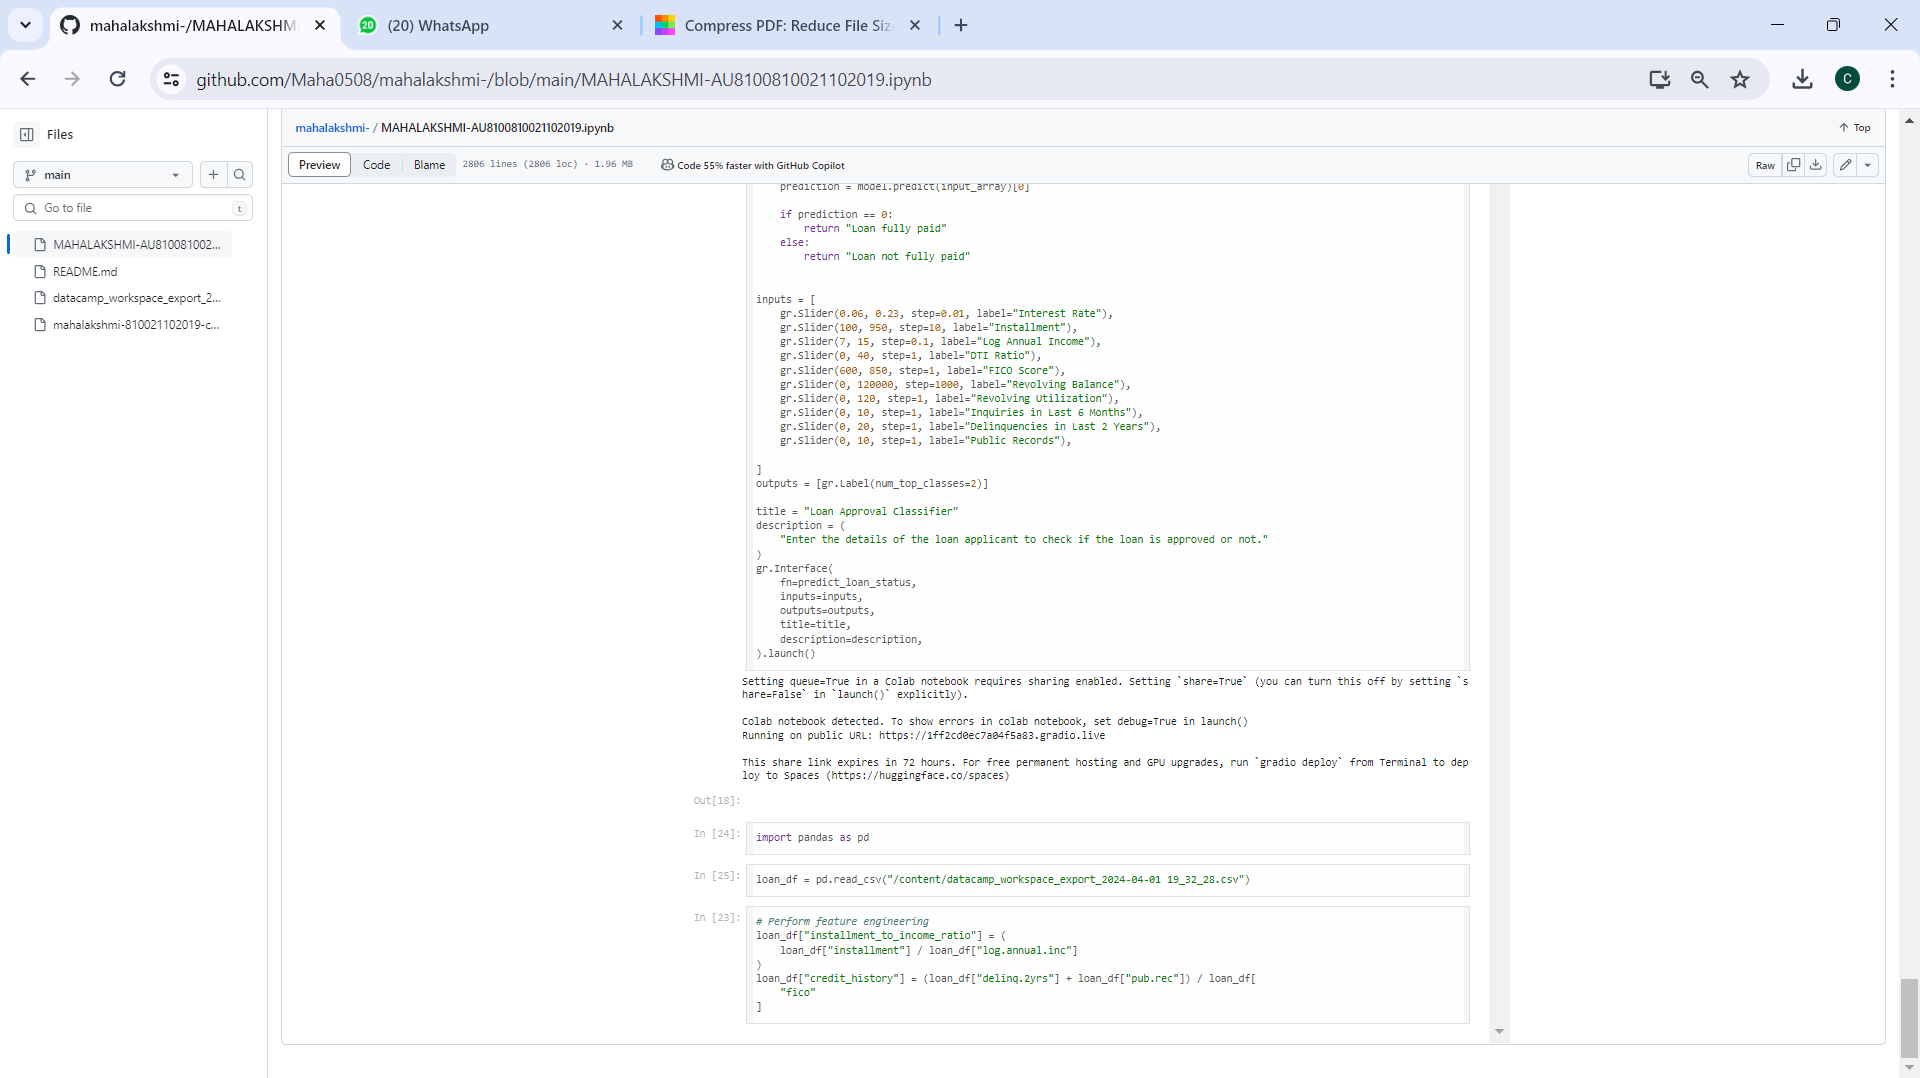 mahalakshmi-/MAHALAKSHM
(20) WhatsApp
Compress PDF: Reduce File Siz
github.com/Maha0508/mahalakshmi-/blob/main/MAHALAKSHMI-AU8100810021102019.ipynb
C
Files
main
Go to file
t
MAHALAKSHMI-AU810081002...
README.md
datacamp_workspace_export_2...
mahalakshmi-810021102019-c...
mahalakshmi- / MAHALAKSHMI-AU8100810021102019.ipynb
Top
Preview
Code
Blame
2806 lines (2806 loc) · 1.96 MB
Code 55% faster with GitHub Copilot
Raw
prediction = model.predict(input_array)[0]
if prediction == 0:
return "Loan fully paid"
else:
return "Loan not fully paid"
inputs = [
gr.Slider(0.06, 0.23, step=0.01, label="Interest Rate"),
gr.Slider(100, 950, step=10, label="Installment"),
gr.Slider(7, 15, step=0.1, label="Log Annual Income"),
gr.Slider(0, 40, step=1, label="DTI Ratio"),
gr.Slider(600, 850, step=1, label="FICO Score"),
gr.Slider(0, 120000, step=1000, label="Revolving Balance"),
gr.Slider(0, 120, step=1, label="Revolving Utilization"),
gr.Slider(0, 10, step=1, label="Inquiries in Last 6 Months"),
gr.Slider(0, 20, step=1, label="Delinquencies in Last 2 Years"),
gr.Slider(0, 10, step=1, label="Public Records"),
]
outputs = [gr.Label(num_top_classes=2)]
title = "Loan Approval Classifier"
description = (
"Enter the details of the loan applicant to check if the loan is approved or not."
)
gr.Interface(
fn=predict_loan_status,
inputs=inputs,
outputs=outputs,
title=title,
description=description,
).launch()
Setting queue=True in a Colab notebook requires sharing enabled. Setting `share=True` (you can turn this off by setting `s
hare=False` in `launch()` explicitly).
Colab notebook detected. To show errors in colab notebook, set debug=True in launch()
Running on public URL: https://1ff2cd0ec7a04f5a83.gradio.live
This share link expires in 72 hours. For free permanent hosting and GPU upgrades, run `gradio deploy` from Terminal to dep
loy to Spaces (https://huggingface.co/spaces)
Out[18]:
In [24]:
import pandas as pd
In [25]:
loan_df = pd.read_csv("/content/datacamp_workspace_export_2024-04-01 19_32_28.csv")
In [23]:
# Perform feature engineering
loan_df["installment_to_income_ratio"] = (
loan_df["installment"] / loan_df["log.annual.inc"]
)
loan_df["credit_history"] = (loan_df["delinq.2yrs"] + loan_df["pub.rec"]) / loan_df[
"fico"
]